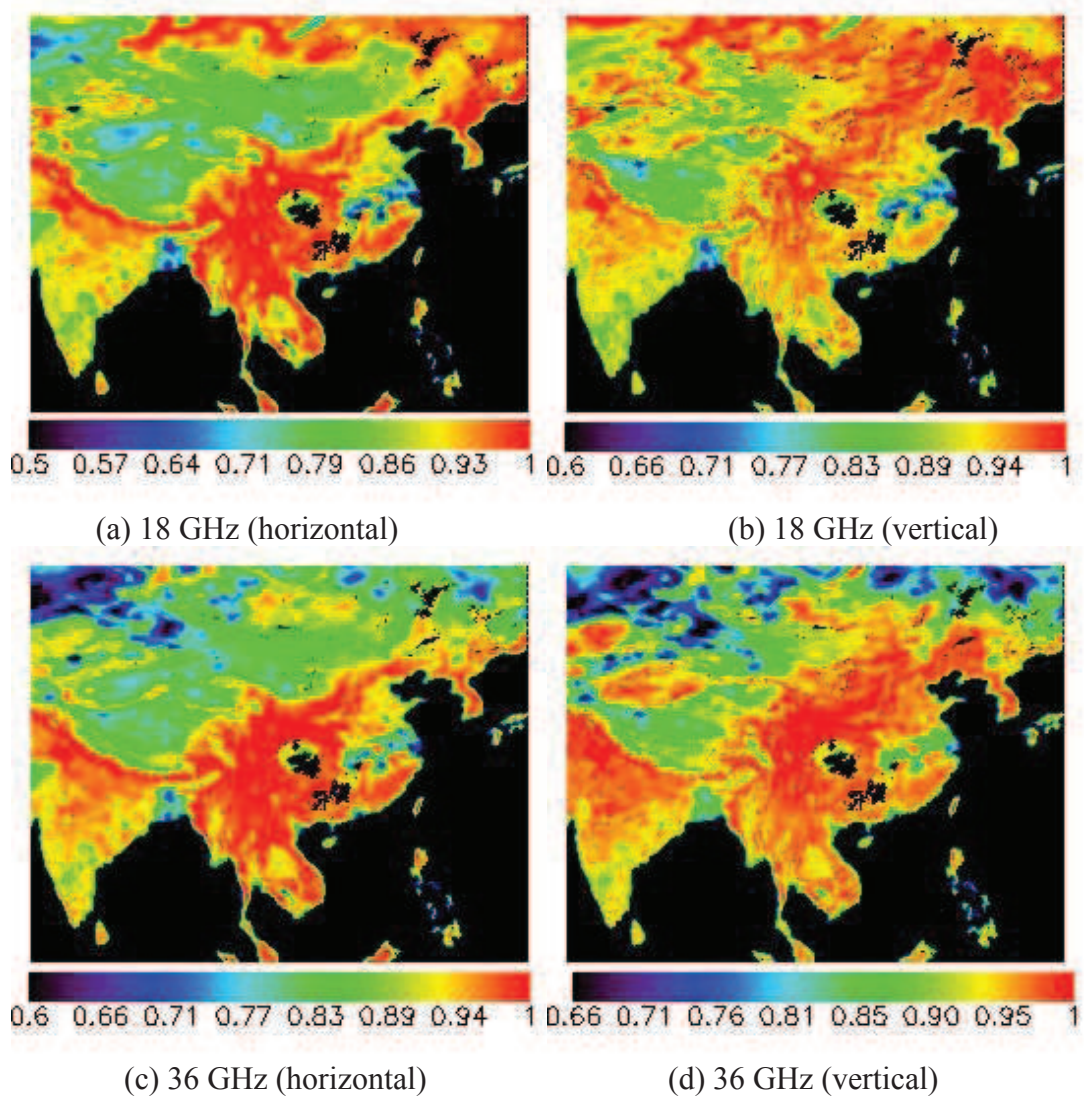 0.5 0.57 0.64 0.71 0.79 0.86 0.93 1
0.6 0.66 0.71 0.77 0.83 0.89 0.94 1
(a) 18 GHz (horizontal)
(b) 18 GHz (vertical)
0.6 0.66 0.71 0.77 0.83 0.89 0.94 1
0.66 0.71 0.76 0.81 0.85 0.90 0.95 1
(c) 36 GHz (horizontal)
(d) 36 GHz (vertical)